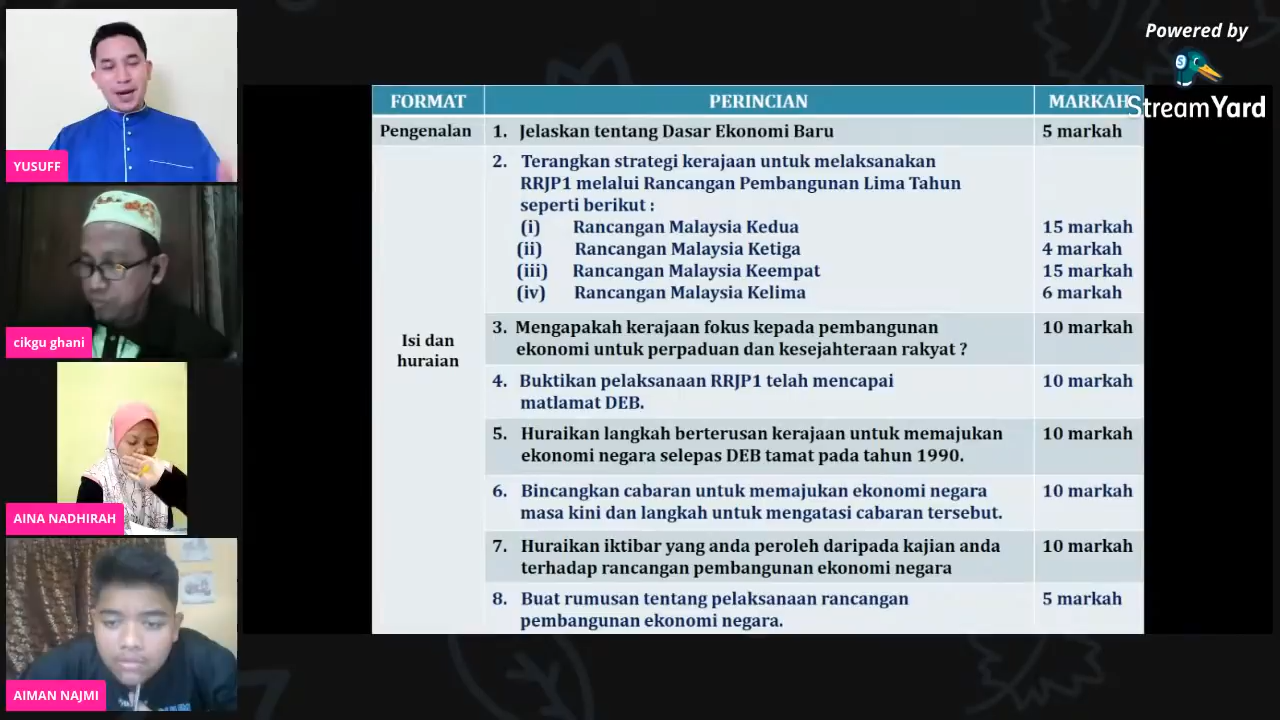 YUSUFF
cikgu ghani
AINA NADHIRAH
AIMAN NAJMI
Powered by
StreamYard
FORMAT PERINCIAN MARKAH
Pengenalan 1. Jelaskan tentang Dasar Ekonomi Baru 5 markah
Isi dan
huraian
2. Terangkan strategi kerajaan untuk melaksanakan
RRJP1 melalui Rancangan Pembangunan Lima Tahun
seperti berikut :
(i) Rancangan Malaysia Kedua 15 markah
(ii) Rancangan Malaysia Ketiga 4 markah
(iii) Rancangan Malaysia Keempat 15 markah
(iv) Rancangan Malaysia Kelima 6 markah
3. Mengapakah kerajaan fokus kepada pembangunan 10 markah
ekonomi untuk perpaduan dan kesejahteraan rakyat ?
4. Buktikan pelaksanaan RRJP1 telah mencapai 10 markah
matlamat DEB.
5. Huraikan langkah berterusan kerajaan untuk memajukan 10 markah
ekonomi negara selepas DEB tamat pada tahun 1990.
6. Bincangkan cabaran untuk memajukan ekonomi negara 10 markah
masa kini dan langkah untuk mengatasi cabaran tersebut.
7. Huraikan iktibar yang anda peroleh daripada kajian anda 10 markah
terhadap rancangan pembangunan ekonomi negara
8. Buat rumusan tentang pelaksanaan rancangan 5 markah
pembangunan ekonomi negara.